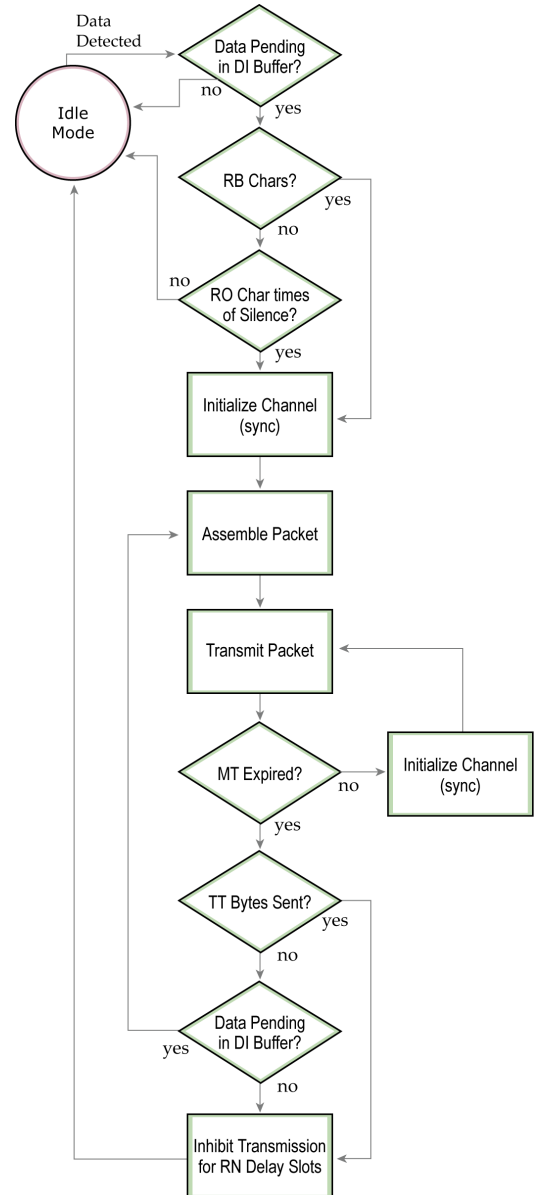 Data
Detected
Data Pending
in DI Buffer?
no
yes
Idle
Mode
RB Chars?
yes
no
no
RO Char times
of Silence?
yes
Initialize Channel
(sync)
Assemble Packet
Transmit Packet
MT Expired?
no
Initialize Channel
(sync)
yes
TT Bytes Sent?
yes
no
Data Pending
in DI Buffer?
yes
no
Inhibit Transmission
for RN Delay Slots